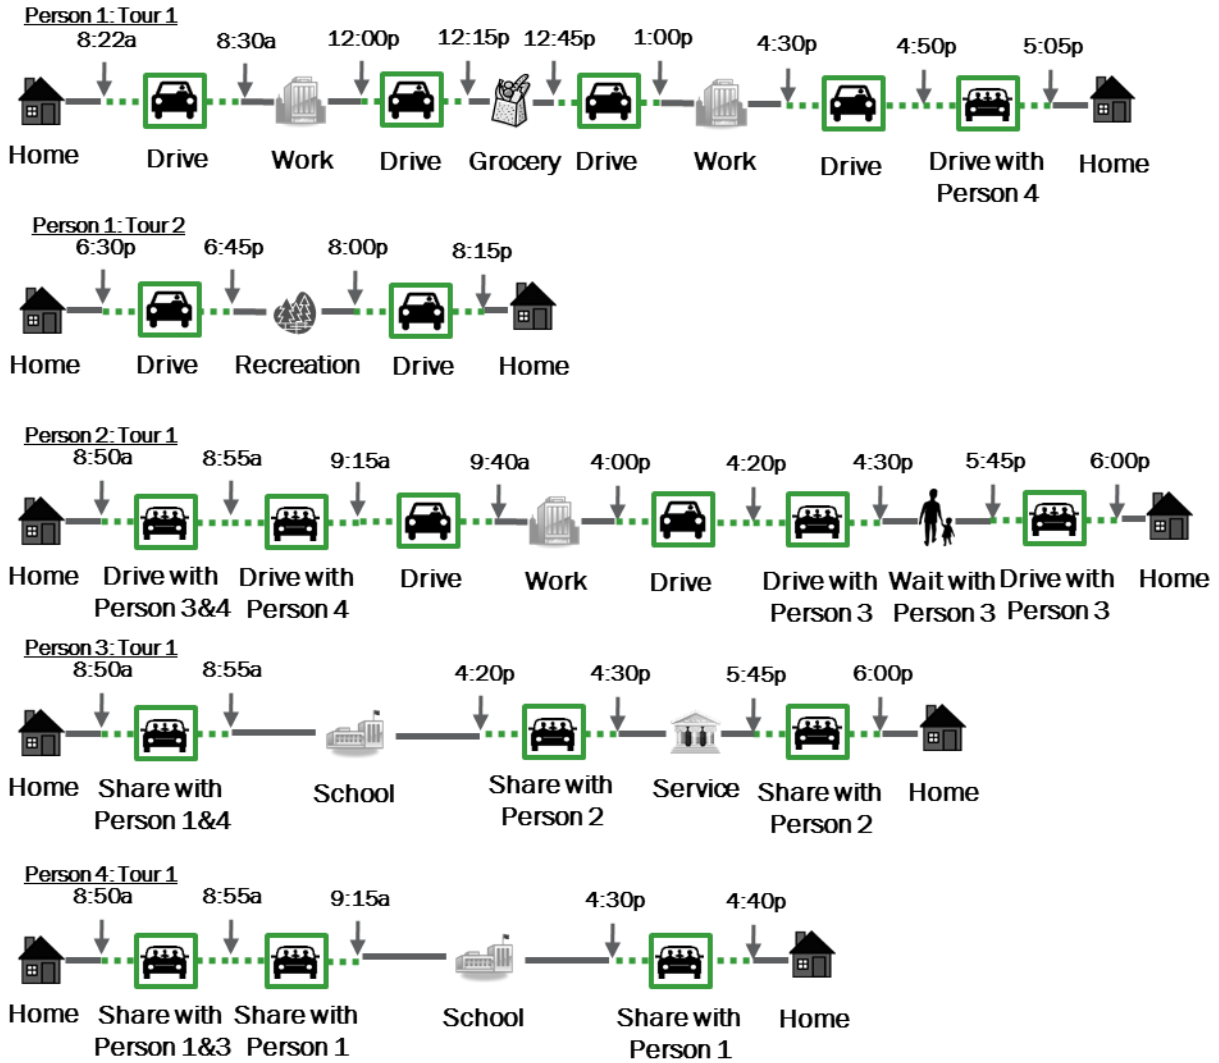 Person 1: Tour 1
8:22a 8:30a 12:00p 12:15p 12:45p 1:00p 4:30p 4:50p 5:05p
Home Drive Work Drive Grocery Drive Work Drive Drive with Person 4 Home
Person 1: Tour 2
6:30p 6:45p 8:00p 8:15p
Home Drive Recreation Drive Home
Person 2: Tour 1
8:50a 8:55a 9:15a 9:40a 4:00p 4:20p 4:30p 5:45p 6:00p
Home Drive with Person 3&4 Drive with Person 4 Drive Work Drive Drive with Person 3 Wait with Person 3 Drive with Person 3 Home
Person 3: Tour 1
8:50a 8:55a 4:20p 4:30p 5:45p 6:00p
Home Share with Person 1&4 School Share with Person 2 Service Share with Person 2 Home
Person 4: Tour 1
8:50a 8:55a 9:15a 4:30p 4:40p
Home Share with Person 1&3 Share with Person 1 School Share with Person 1 Home